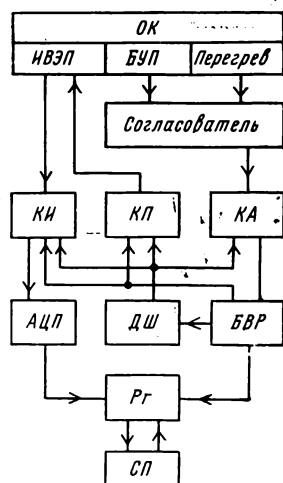 ОК
ИВЭП БУП Перегрев
Согласователь
КИ КП КА
АЦП ДШ БВР
Рг
СП